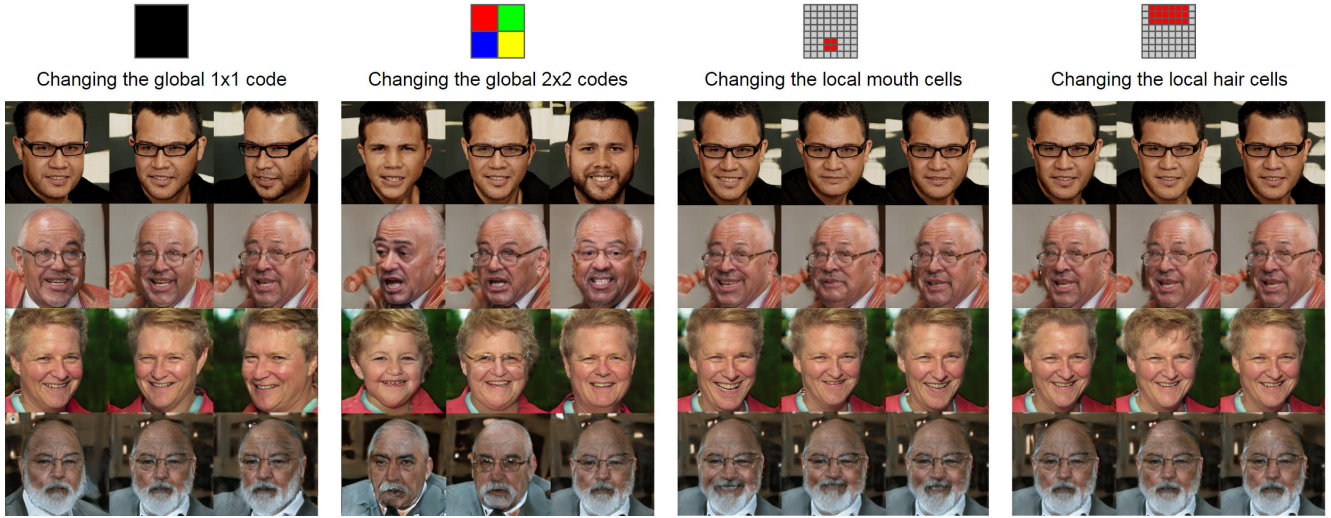 Changing the global 1x1 code
Changing the global 2x2 codes
Changing the local mouth cells
Changing the local hair cells